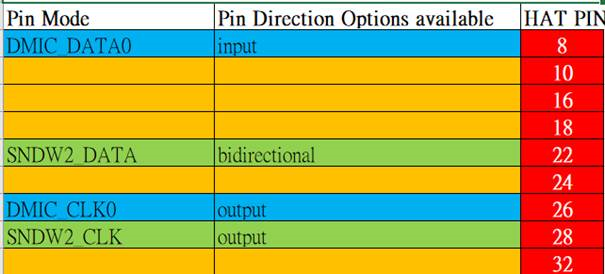 Pin Mode Pin Direction Options available HAT PIN
DMIC_DATA0 input 8
10
16
18
SNDW2_DATA bidirectional 22
24
DMIC_CLK0 output 26
SNDW2_CLK output 28
32